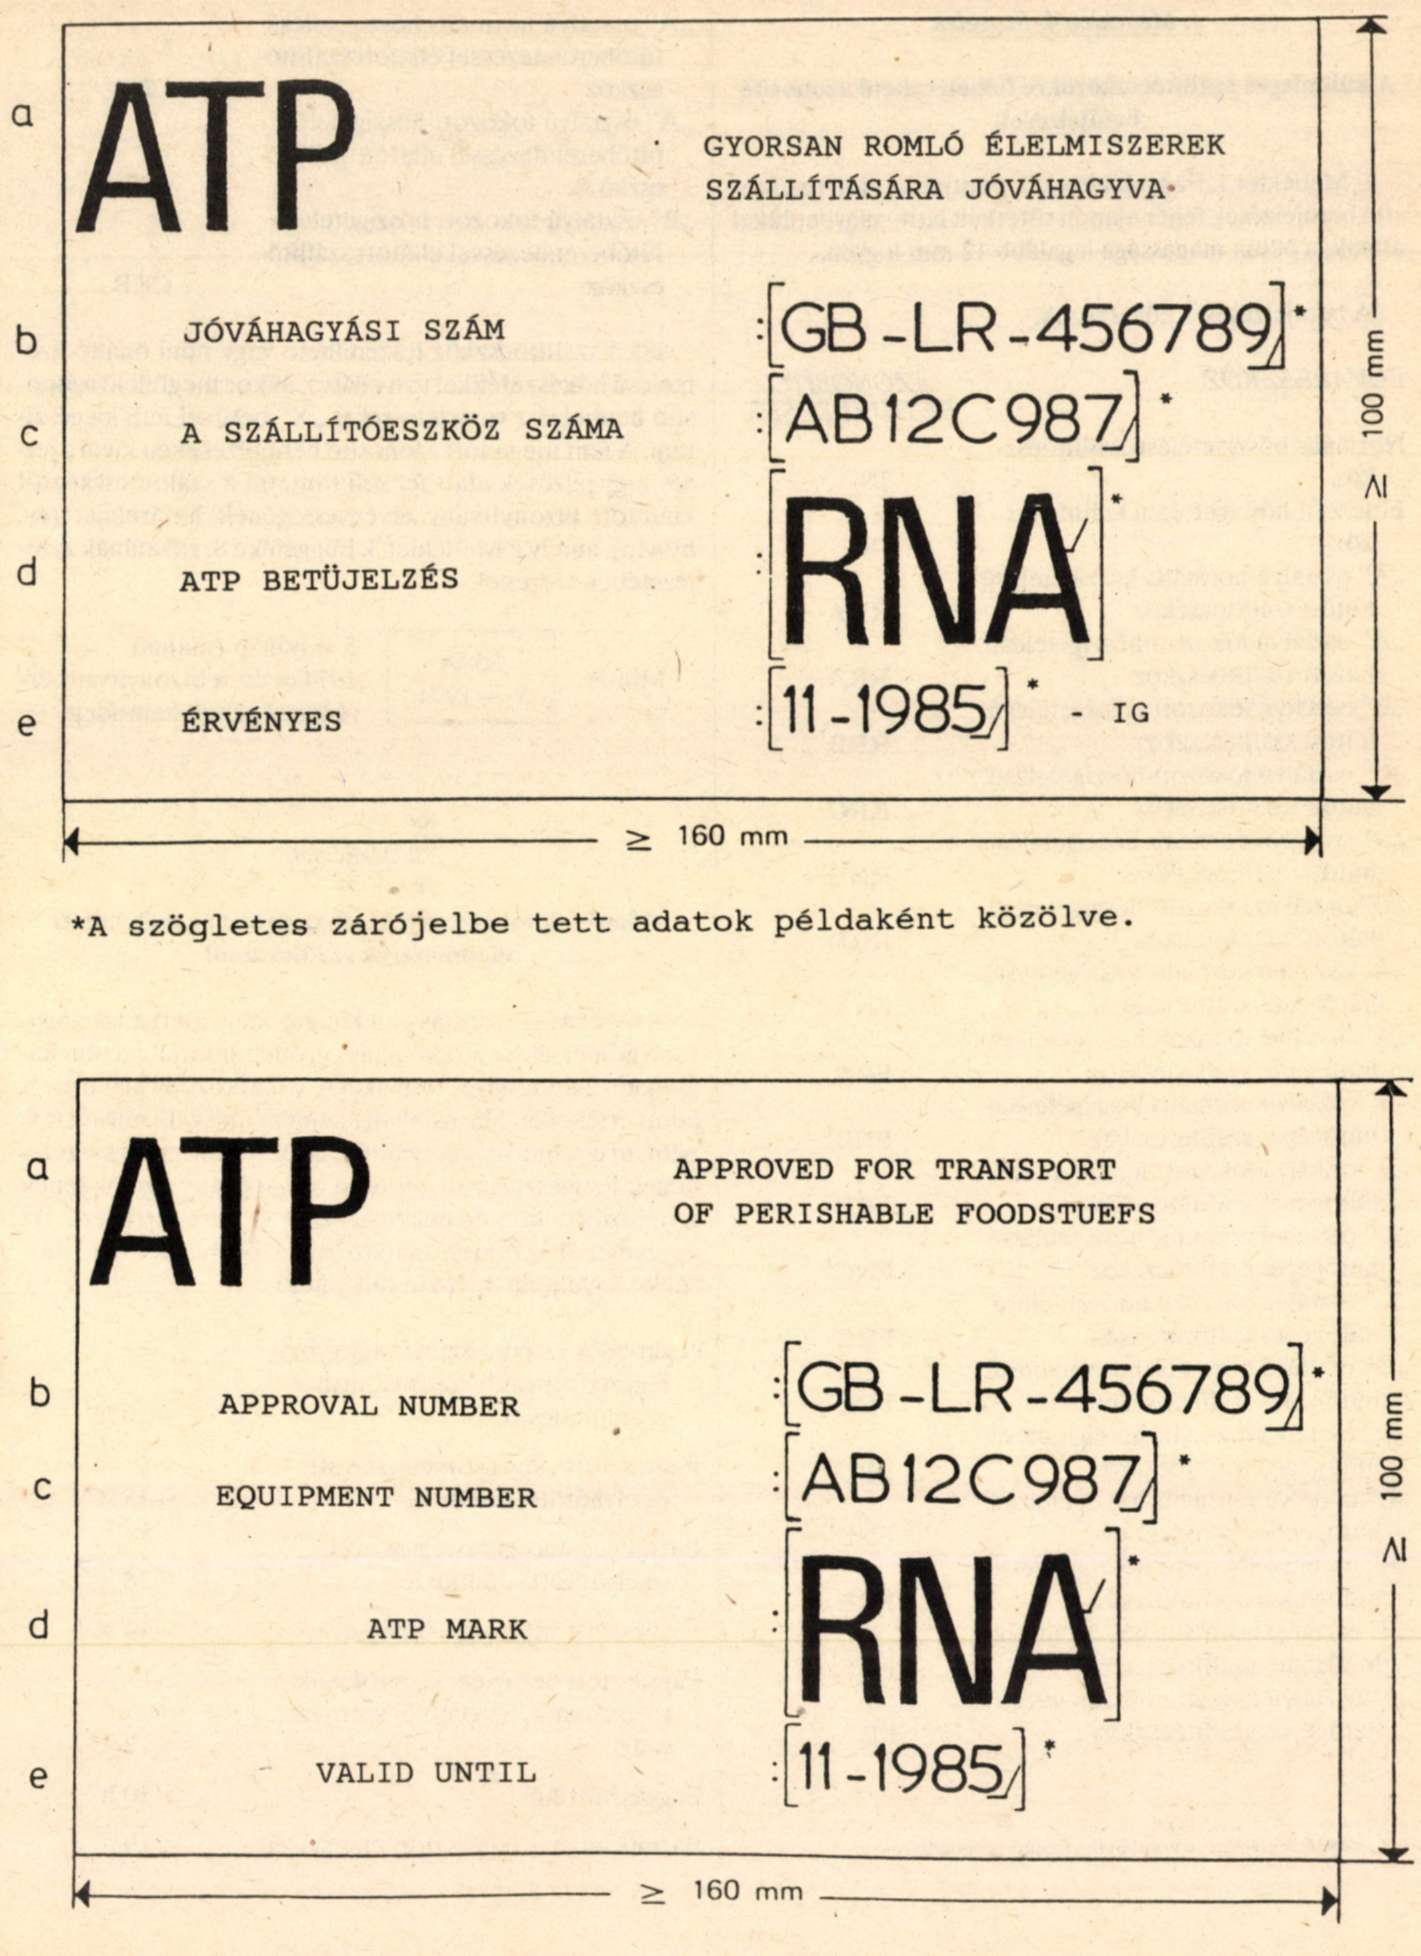 a ATP
GYORSAN ROMLÓ ÉLELMISZEREK
SZÁLLÍTÁSÁRA JÓVÁHAGYVA
b JÓVÁHAGYÁSI SZÁM :[GB-LR-456789]*
c A SZÁLLÍTÓESZKÖZ SZÁMA :[AB12C987]*
d ATP BETÜJELZÉS :[RNA]*
e ÉRVÉNYES :[11-1985]* - IG
≥ 100 mm
≥ 160 mm
*A szögletes zárójelbe tett adatok példaként közölve.
a ATP
APPROVED FOR TRANSPORT
OF PERISHABLE FOODSTUEFS
b APPROVAL NUMBER :[GB-LR-456789]*
c EQUIPMENT NUMBER :[AB12C987]*
d ATP MARK :[RNA]*
e VALID UNTIL :[11-1985]*
≥ 100 mm
≥ 160 mm